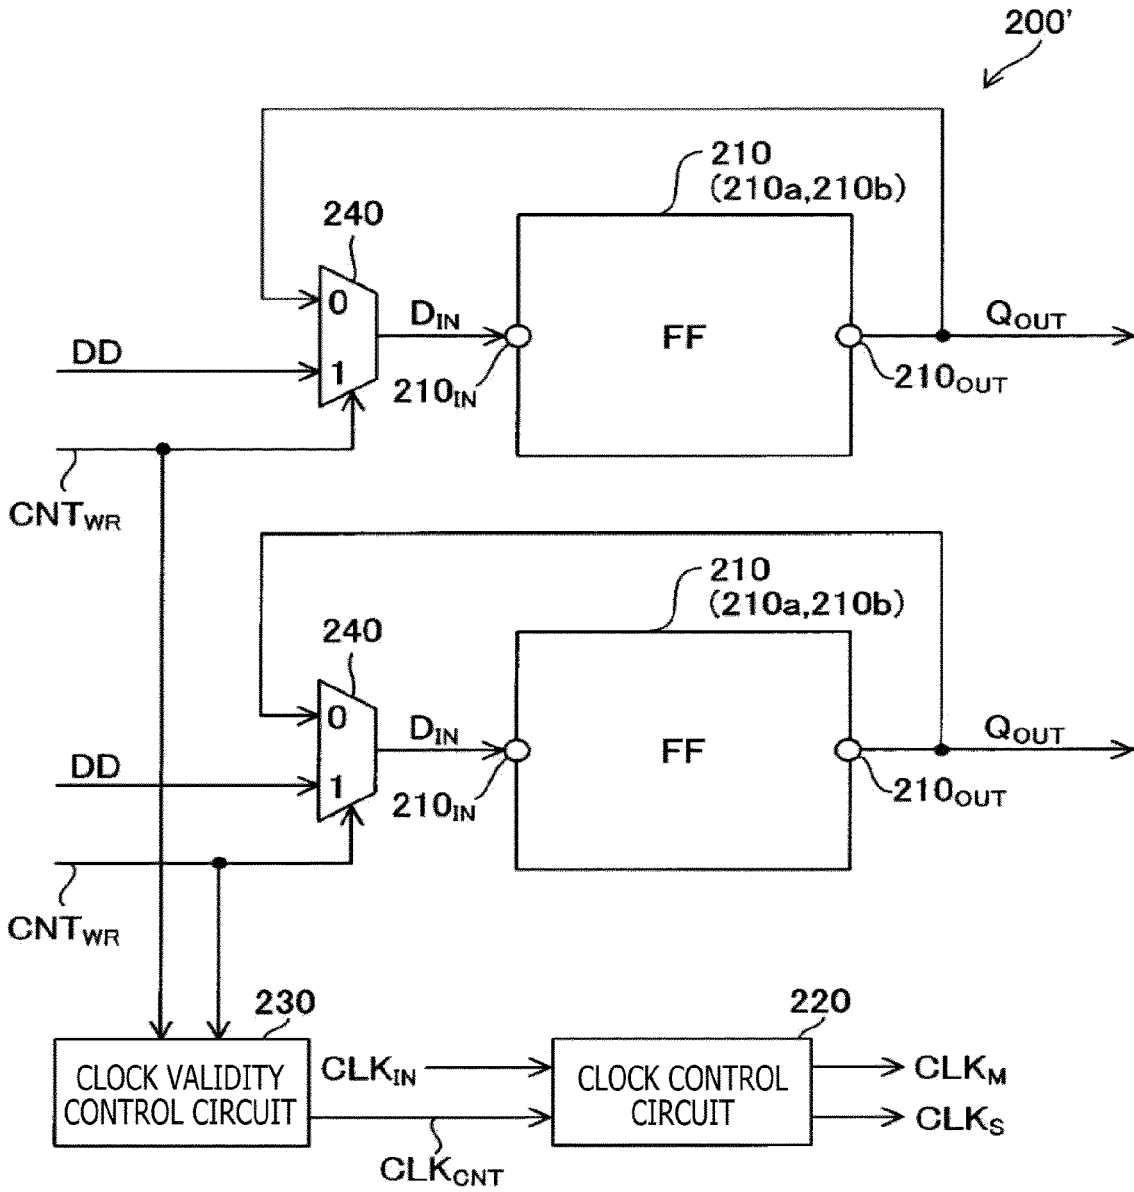 200'
210
(210a,210b)
240
0
DIN
FF
QOUT
DD
1
210IN
210OUT
CNTWR
210
(210a,210b)
240
0
DIN
FF
QOUT
DD
1
210IN
210OUT
CNTWR
230
220
CLOCK VALIDITY
CONTROL CIRCUIT
CLKIN
CLOCK CONTROL
CIRCUIT
CLKM
CLKS
CLKCNT